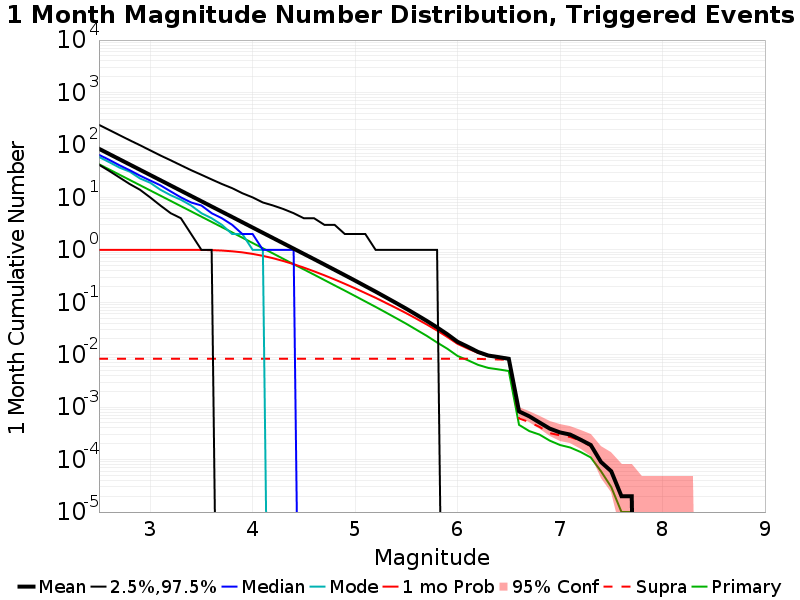 1 Month Magnitude Number Distribution, Triggered Events
10^4
10^3
10^2
10^1
10^0
10^-1
10^-2
10^-3
10^-4
10^-5
1 Month Cumulative Number
3 4 5 6 7 8 9
Magnitude
Mean 2.5%,97.5% Median Mode 1 mo Prob 95% Conf Supra Primary